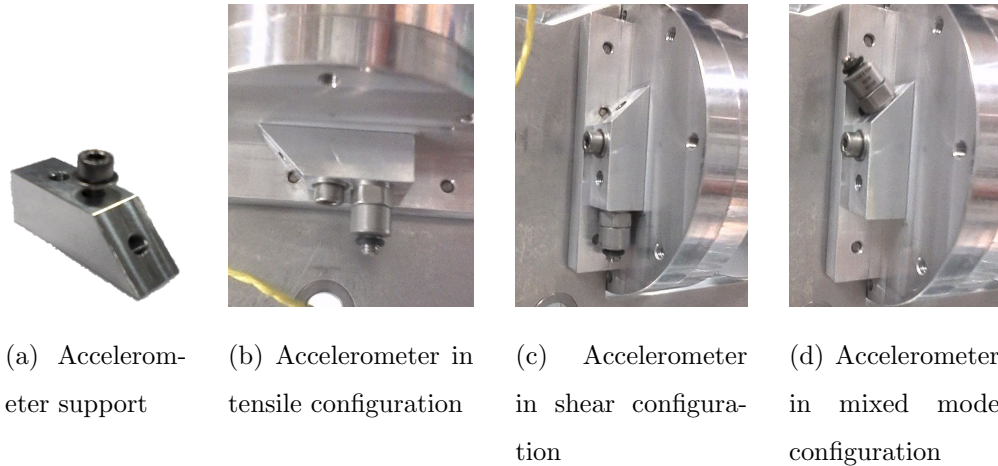 (a) Accelerom-
eter support
(b) Accelerometer in
tensile configuration
(c) Accelerometer
in shear configura-
tion
(d) Accelerometer
in mixed mode
configuration